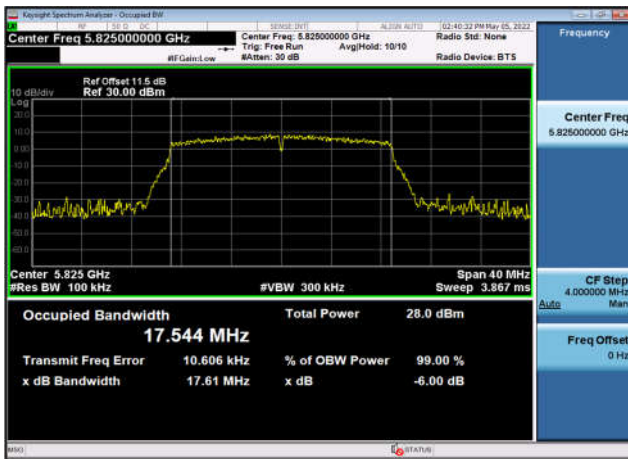 Keysight Spectrum Analyzer - Occupied BW
RF 50 Ω DC SENSE:INT ALIGN AUTO 02:40:32 PM May 05, 2022
Center Freq 5.825000000 GHz
Center Freq: 5.825000000 GHz
Radio Std: None
Trig: Free Run Avg|Hold: 10/10
#IFGain:Low
#Atten: 30 dB
Radio Device: BTS
Ref Offset 11.5 dB
10 dB/div Ref 30.00 dBm
Log
20.0
10.0
0.00
-10.0
-20.0
-30.0
-40.0
-50.0
-60.0
Center 5.825 GHz Span 40 MHz
#Res BW 100 kHz #VBW 300 kHz Sweep 3.867 ms
Occupied Bandwidth Total Power 28.0 dBm
17.544 MHz
Transmit Freq Error 10.606 kHz % of OBW Power 99.00 %
x dB Bandwidth 17.61 MHz x dB -6.00 dB
MSG STATUS
Frequency
Center Freq
5.825000000 GHz
CF Step
4.000000 MHz
Auto Man
Freq Offset
0 Hz